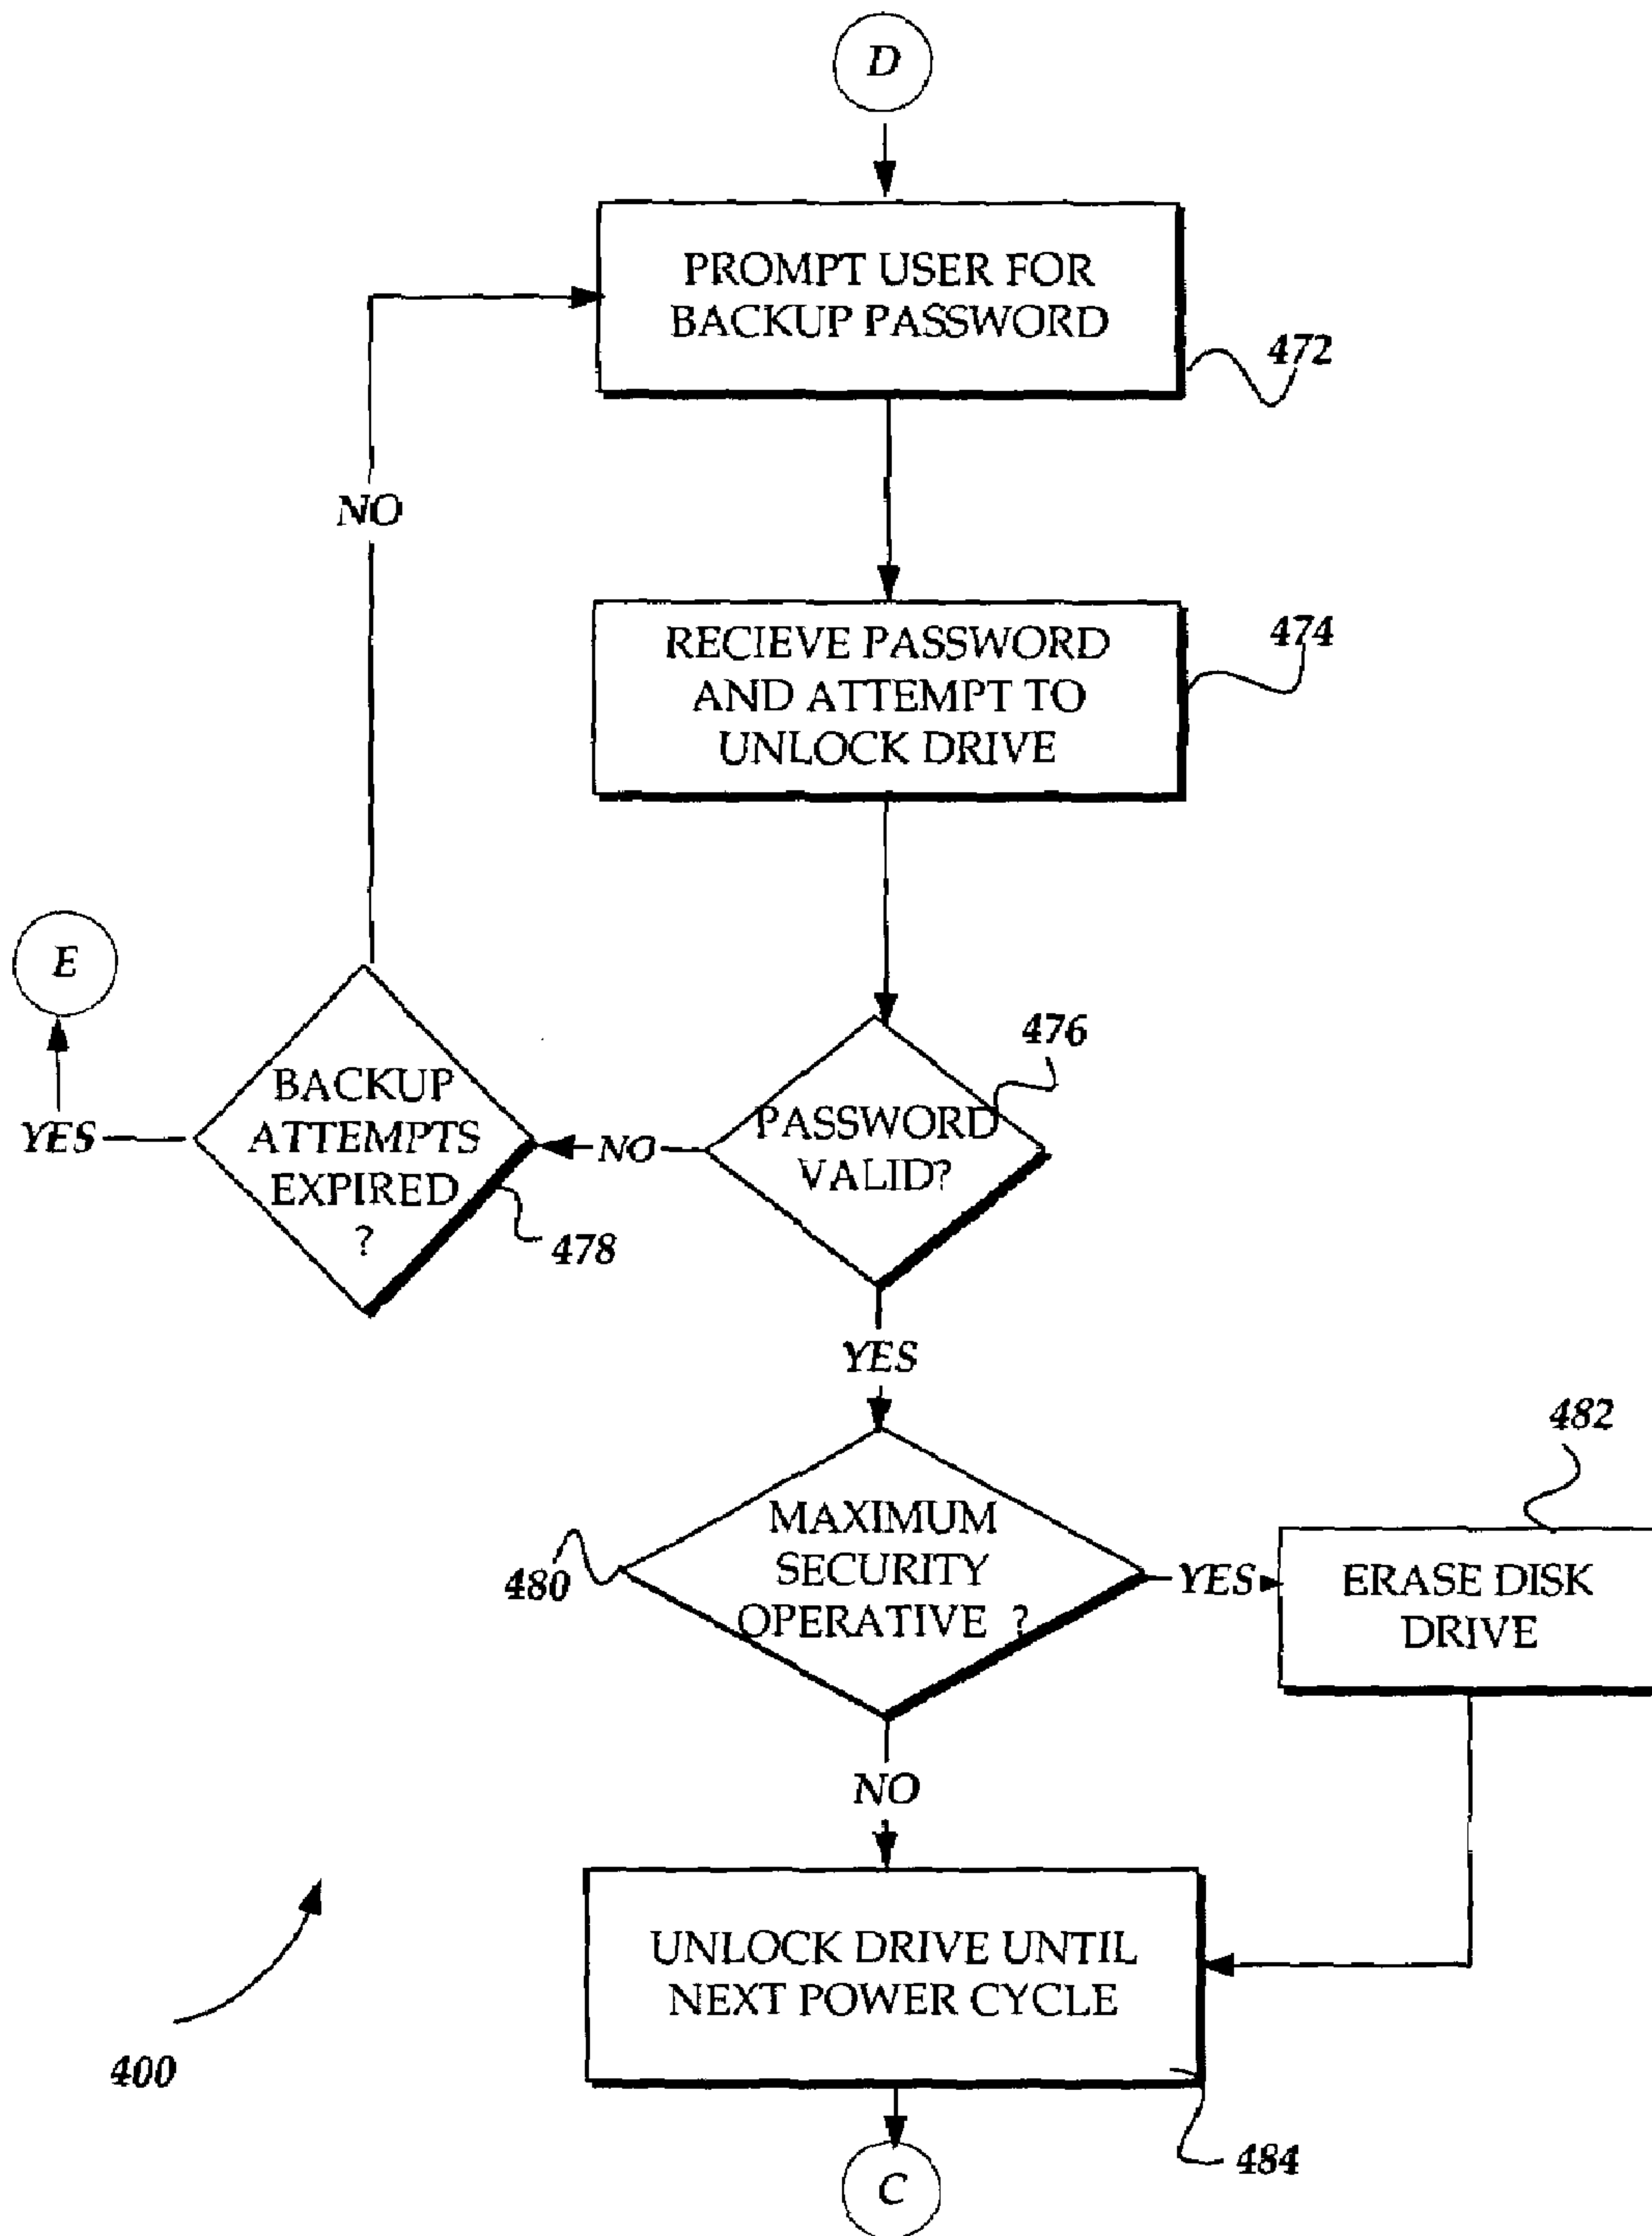 D
PROMPT USER FOR
BACKUP PASSWORD
472
NO
RECIEVE PASSWORD
AND ATTEMPT TO
UNLOCK DRIVE
474
E
YES
BACKUP
ATTEMPTS
EXPIRED
?
478
NO
PASSWORD
VALID?
476
YES
MAXIMUM
SECURITY
OPERATIVE ?
480
YES
ERASE DISK
DRIVE
482
NO
UNLOCK DRIVE UNTIL
NEXT POWER CYCLE
484
400
C